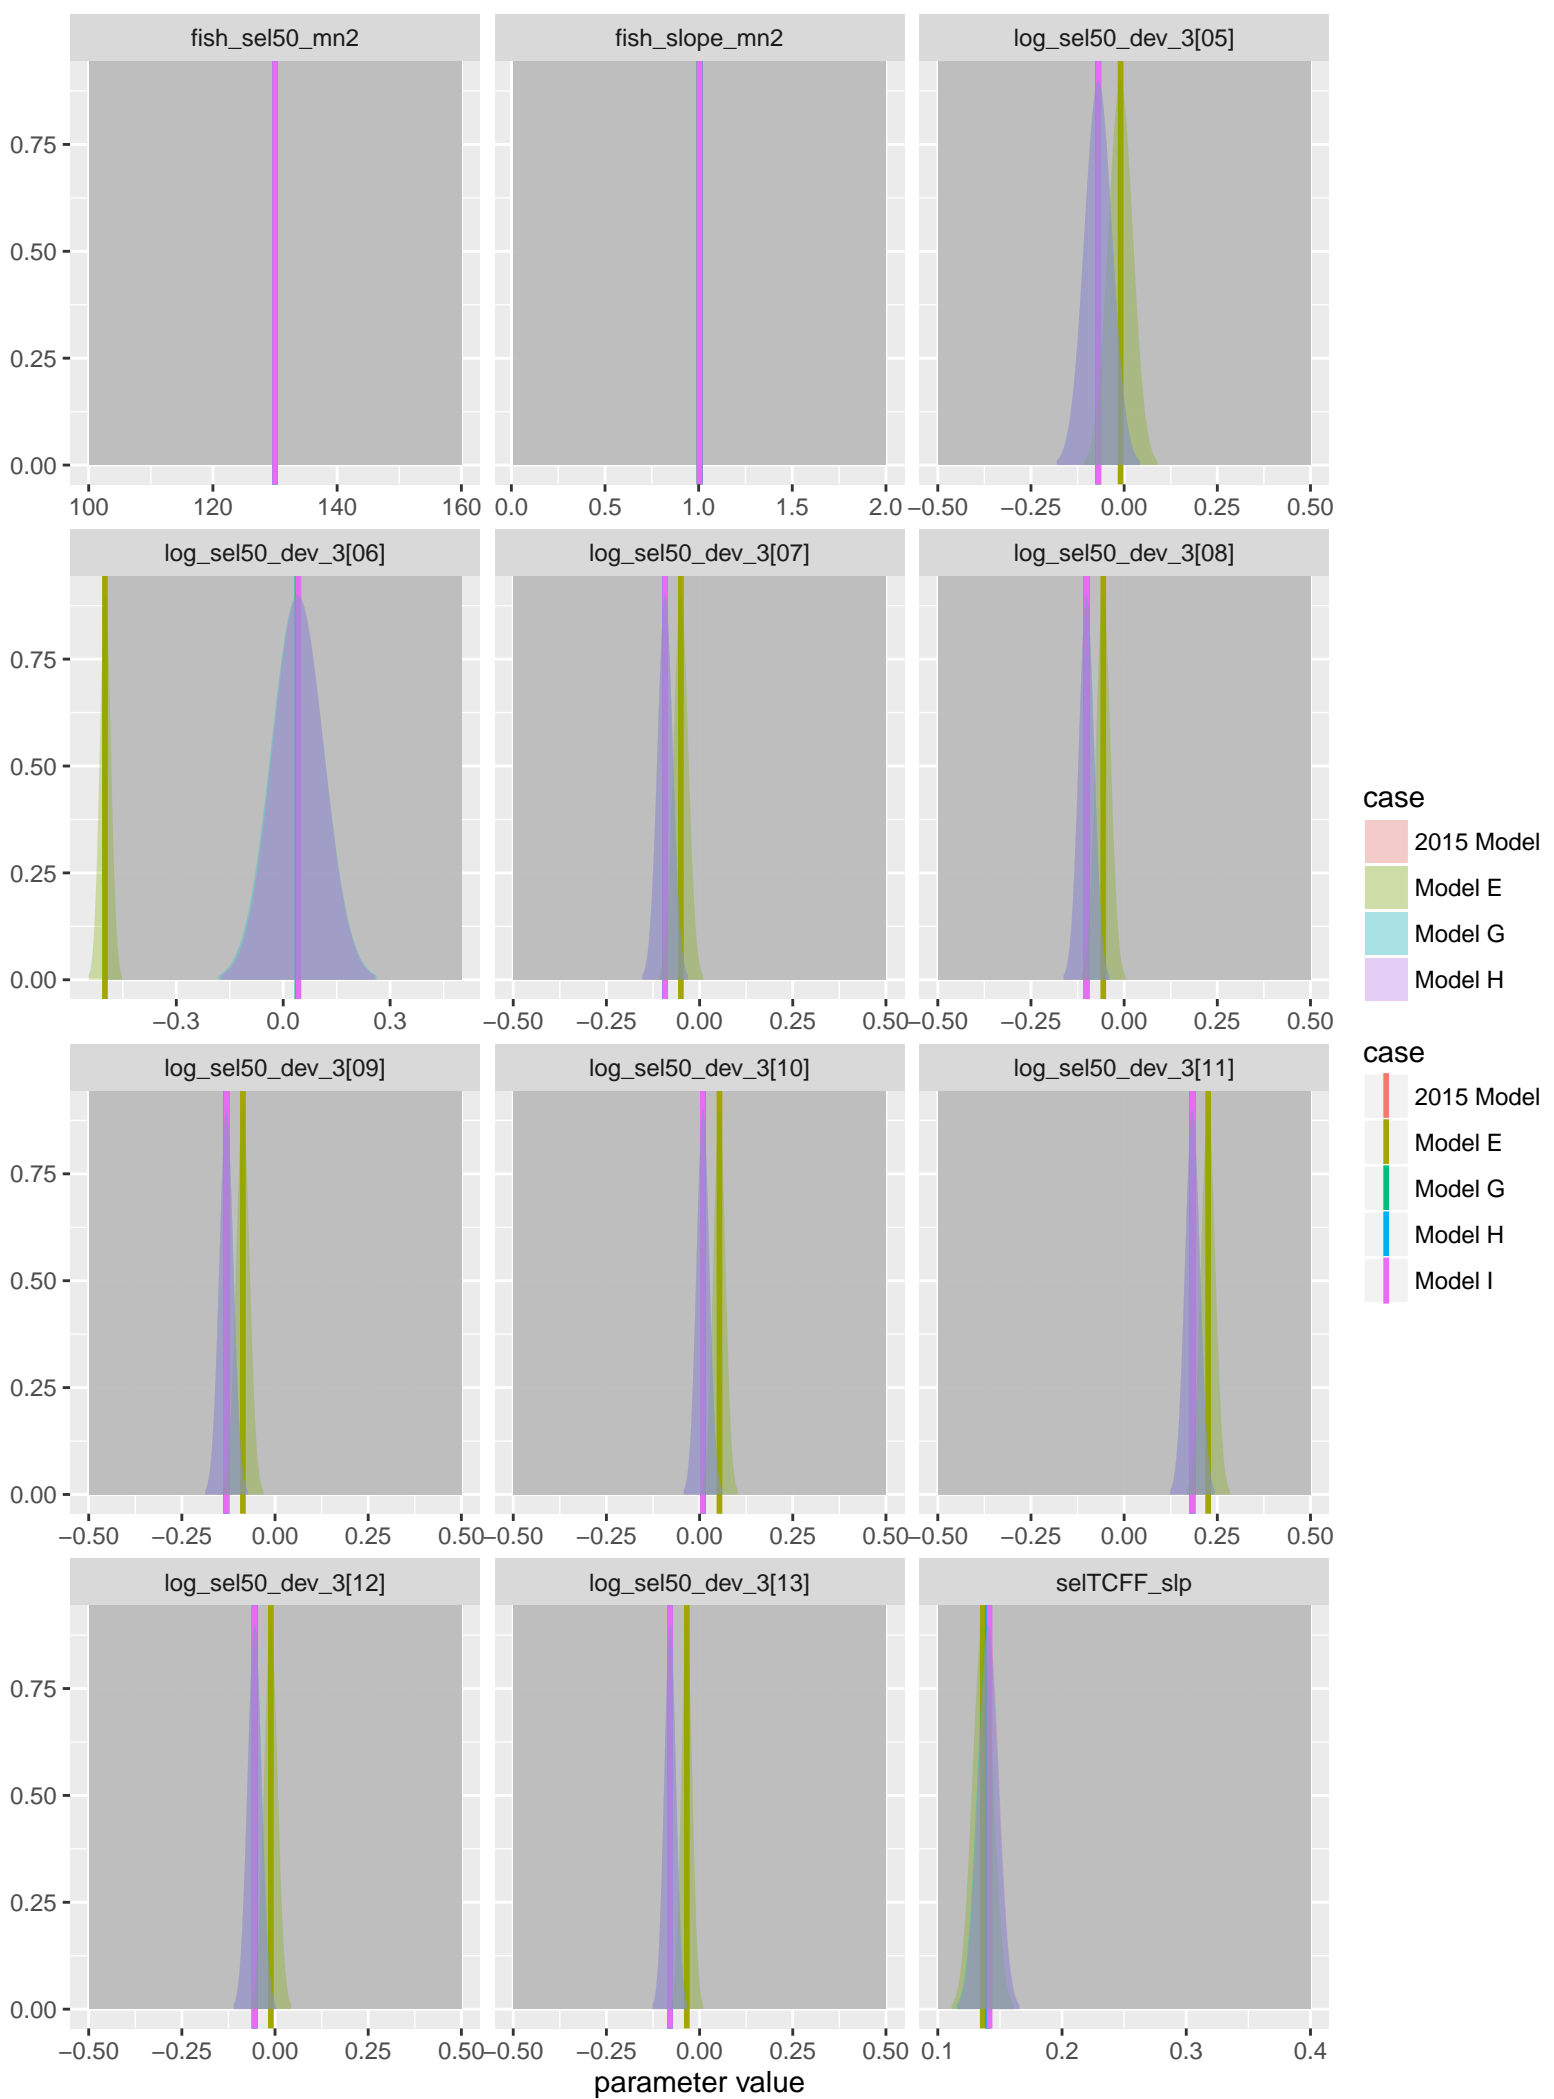 fish_sel50_mn2 fish_slope_mn2 log_sel50_dev_3[05]
0.75
0.50
0.25
0.00
100 120 140 160 0.0 0.5 1.0 1.5 2.0 −0.50 −0.25 0.00 0.25 0.50
log_sel50_dev_3[06] log_sel50_dev_3[07] log_sel50_dev_3[08]
0.75
0.50
0.25
0.00
−0.3 0.0 0.3 −0.50 −0.25 0.00 0.25 0.50 −0.50 −0.25 0.00 0.25 0.50
log_sel50_dev_3[09] log_sel50_dev_3[10] log_sel50_dev_3[11]
0.75
0.50
0.25
0.00
−0.50 −0.25 0.00 0.25 0.50 −0.50 −0.25 0.00 0.25 0.50 −0.50 −0.25 0.00 0.25 0.50
log_sel50_dev_3[12] log_sel50_dev_3[13] selTCFF_slp
0.75
0.50
0.25
0.00
−0.50 −0.25 0.00 0.25 0.50 −0.50 −0.25 0.00 0.25 0.50 0.1 0.2 0.3 0.4
parameter value
case
2015 Model
Model E
Model G
Model H
case
2015 Model
Model E
Model G
Model H
Model I